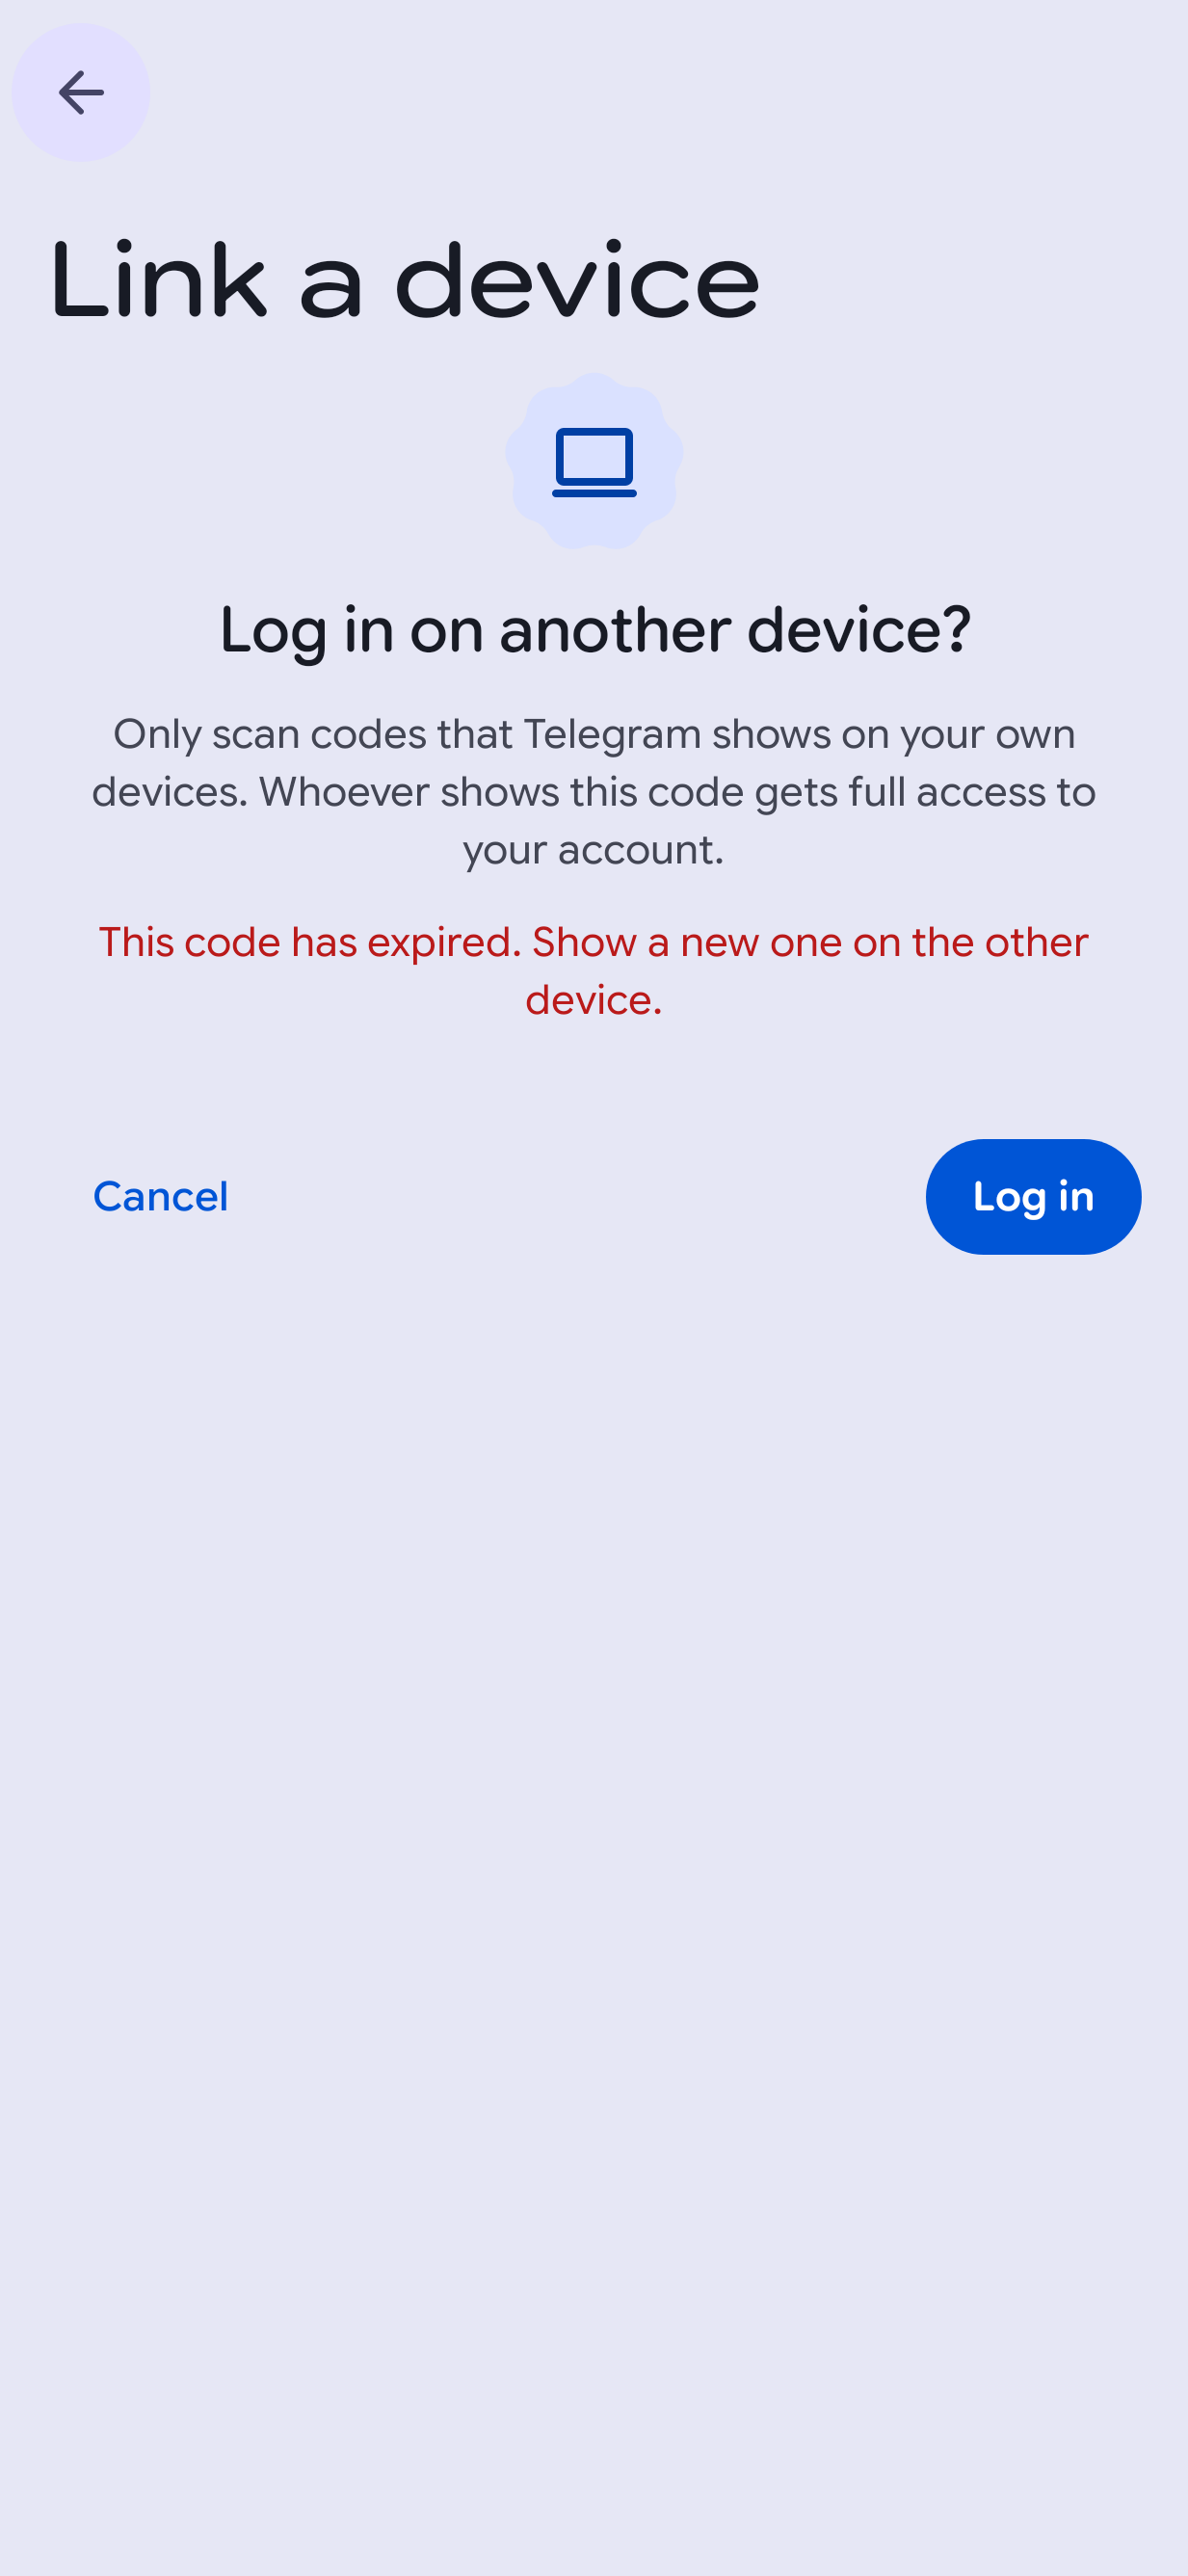 Link a device
Log in on another device?
Only scan codes that Telegram shows on your own
devices. Whoever shows this code gets full access to
your account.
This code has expired. Show a new one on the other
device.
Cancel
Log in